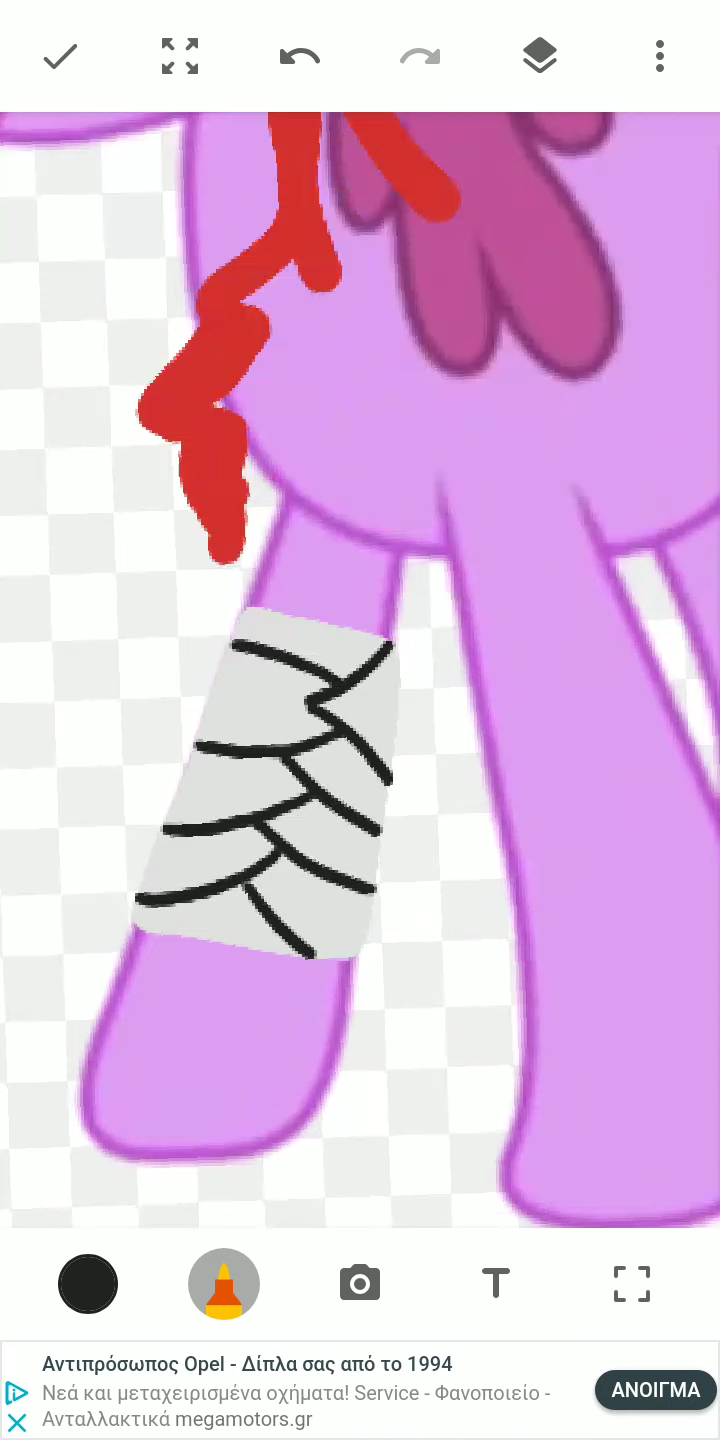 Αντιπρόσωπος Opel - Δίπλα σας από το 1994
Νεά και μεταχειρισμένα οχήματα! Service - Φανοποιείο -
Ανταλλακτικά megamotors.gr
ΑΝΟΙΓΜΑ